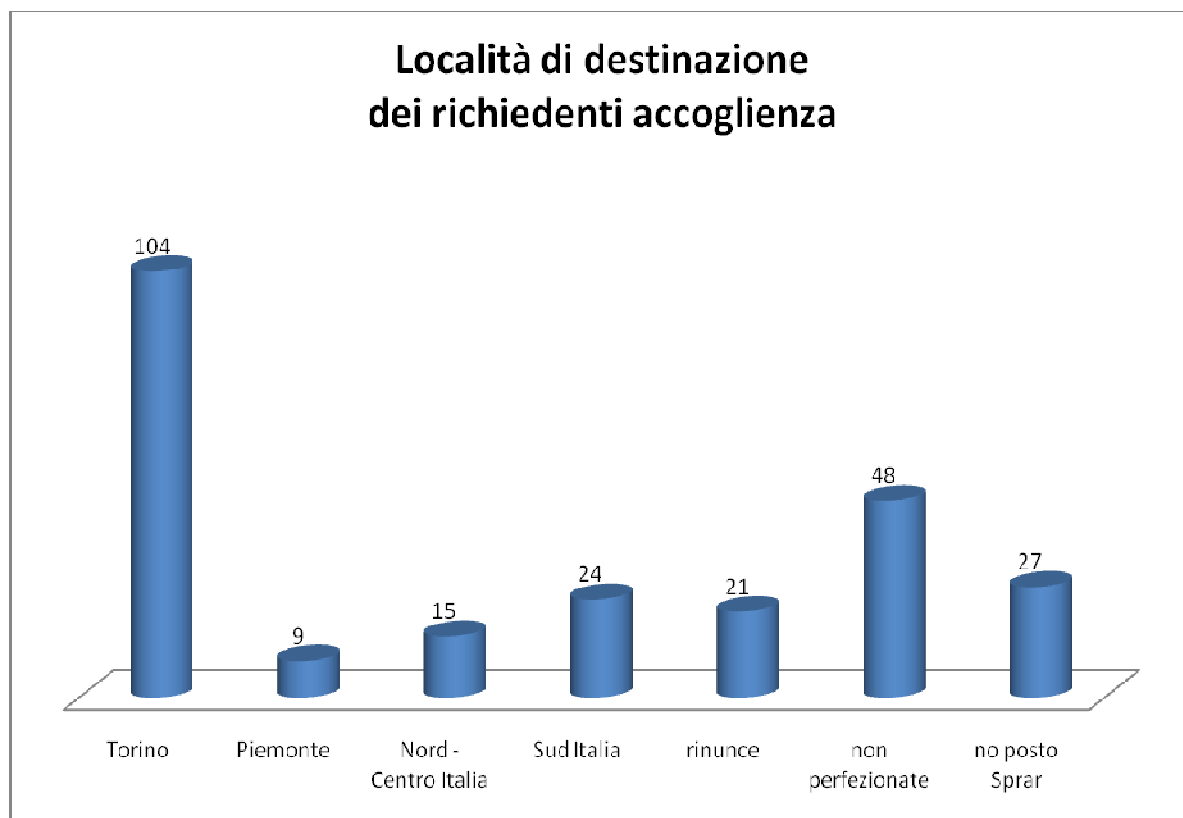 Località di destinazione
dei richiedenti accoglienza
104
9
15
24
21
48
27
Torino
Piemonte
Nord -
Centro Italia
Sud Italia
rinunce
non
perfezionate
no posto
Sprar